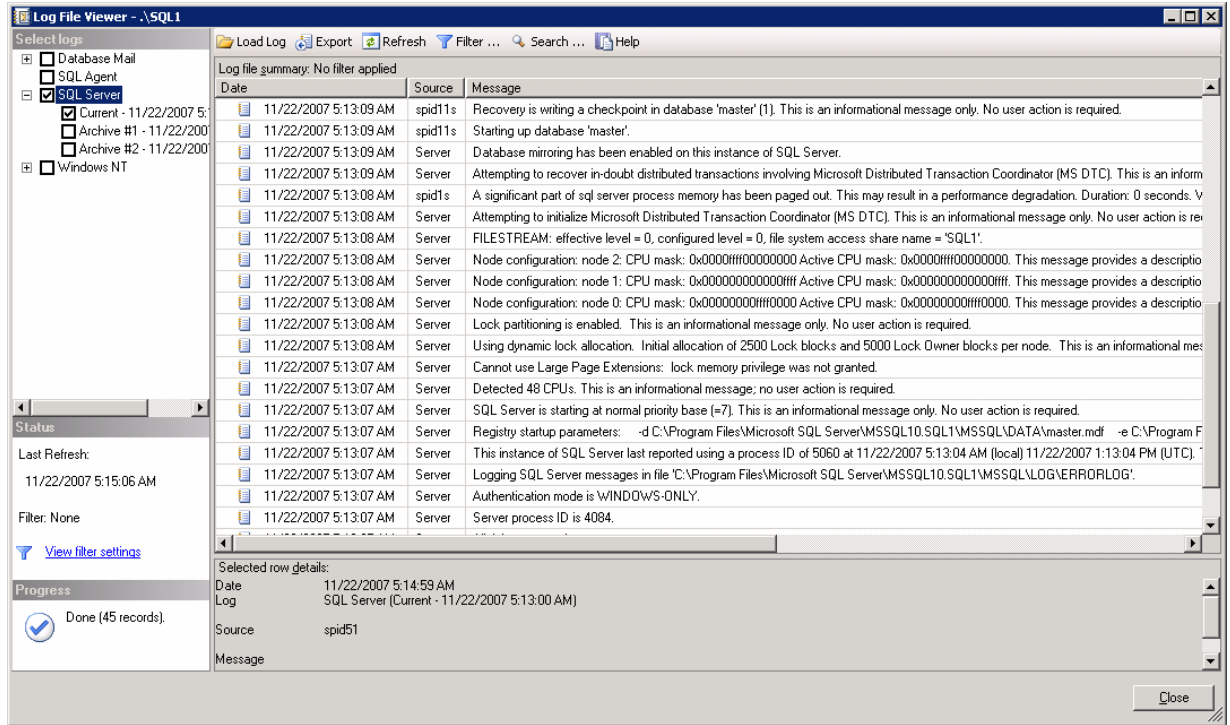 Log File Viewer - .\SQL1
Select logs
Database Mail
SQL Agent
SQL Server
Current - 11/22/2007 5:
Archive #1 - 11/22/200
Archive #2 - 11/22/200
Windows NT
Status
Last Refresh:
11/22/2007 5:15:06 AM
Filter: None
View filter settings
Progress
Done (45 records).
Load Log Export Refresh Filter ... Search ... Help
Log file summary: No filter applied
Date Source Message
11/22/2007 5:13:09 AM spid11s Recovery is writing a checkpoint in database 'master' (1). This is an informational message only. No user action is required.
11/22/2007 5:13:09 AM spid11s Starting up database 'master'.
11/22/2007 5:13:09 AM Server Database mirroring has been enabled on this instance of SQL Server.
11/22/2007 5:13:09 AM Server Attempting to recover in-doubt distributed transactions involving Microsoft Distributed Transaction Coordinator (MS DTC). This is an inform
11/22/2007 5:13:08 AM spid1s A significant part of sql server process memory has been paged out. This may result in a performance degradation. Duration: 0 seconds.
11/22/2007 5:13:08 AM Server Attempting to initialize Microsoft Distributed Transaction Coordinator (MS DTC). This is an informational message only. No user action is
11/22/2007 5:13:08 AM Server FILESTREAM: effective level = 0, configured level = 0, file system access share name = 'SQL1'.
11/22/2007 5:13:08 AM Server Node configuration: node 2: CPU mask: 0x0000ffff00000000 Active CPU mask: 0x0000ffff00000000. This message provides a descriptio
11/22/2007 5:13:08 AM Server Node configuration: node 1: CPU mask: 0x000000000000ffff Active CPU mask: 0x000000000000ffff. This message provides a descriptio
11/22/2007 5:13:08 AM Server Node configuration: node 0: CPU mask: 0x00000000ffff0000 Active CPU mask: 0x00000000ffff0000. This message provides a descriptio
11/22/2007 5:13:08 AM Server Lock partitioning is enabled. This is an informational message only. No user action is required.
11/22/2007 5:13:08 AM Server Using dynamic lock allocation. Initial allocation of 2500 Lock blocks and 5000 Lock Owner blocks per node. This is an informational mes
11/22/2007 5:13:07 AM Server Cannot use Large Page Extensions: lock memory privilege was not granted.
11/22/2007 5:13:07 AM Server Detected 48 CPUs. This is an informational message; no user action is required.
11/22/2007 5:13:07 AM Server SQL Server is starting at normal priority base (=7). This is an informational message only. No user action is required.
11/22/2007 5:13:07 AM Server Registry startup parameters: -d C:\Program Files\Microsoft SQL Server\MSSQL10.SQL1\MSSQL\DATA\master.mdf -e C:\Program F
11/22/2007 5:13:07 AM Server This instance of SQL Server last reported using a process ID of 5060 at 11/22/2007 5:13:04 AM (local) 11/22/2007 1:13:04 PM (UTC).
11/22/2007 5:13:07 AM Server Logging SQL Server messages in file 'C:\Program Files\Microsoft SQL Server\MSSQL10.SQL1\MSSQL\LOG\ERRORLOG'.
11/22/2007 5:13:07 AM Server Authentication mode is WINDOWS-ONLY.
11/22/2007 5:13:07 AM Server Server process ID is 4084.
Selected row details:
Date 11/22/2007 5:14:59 AM
Log SQL Server (Current - 11/22/2007 5:13:00 AM)
Source spid51
Message
Close